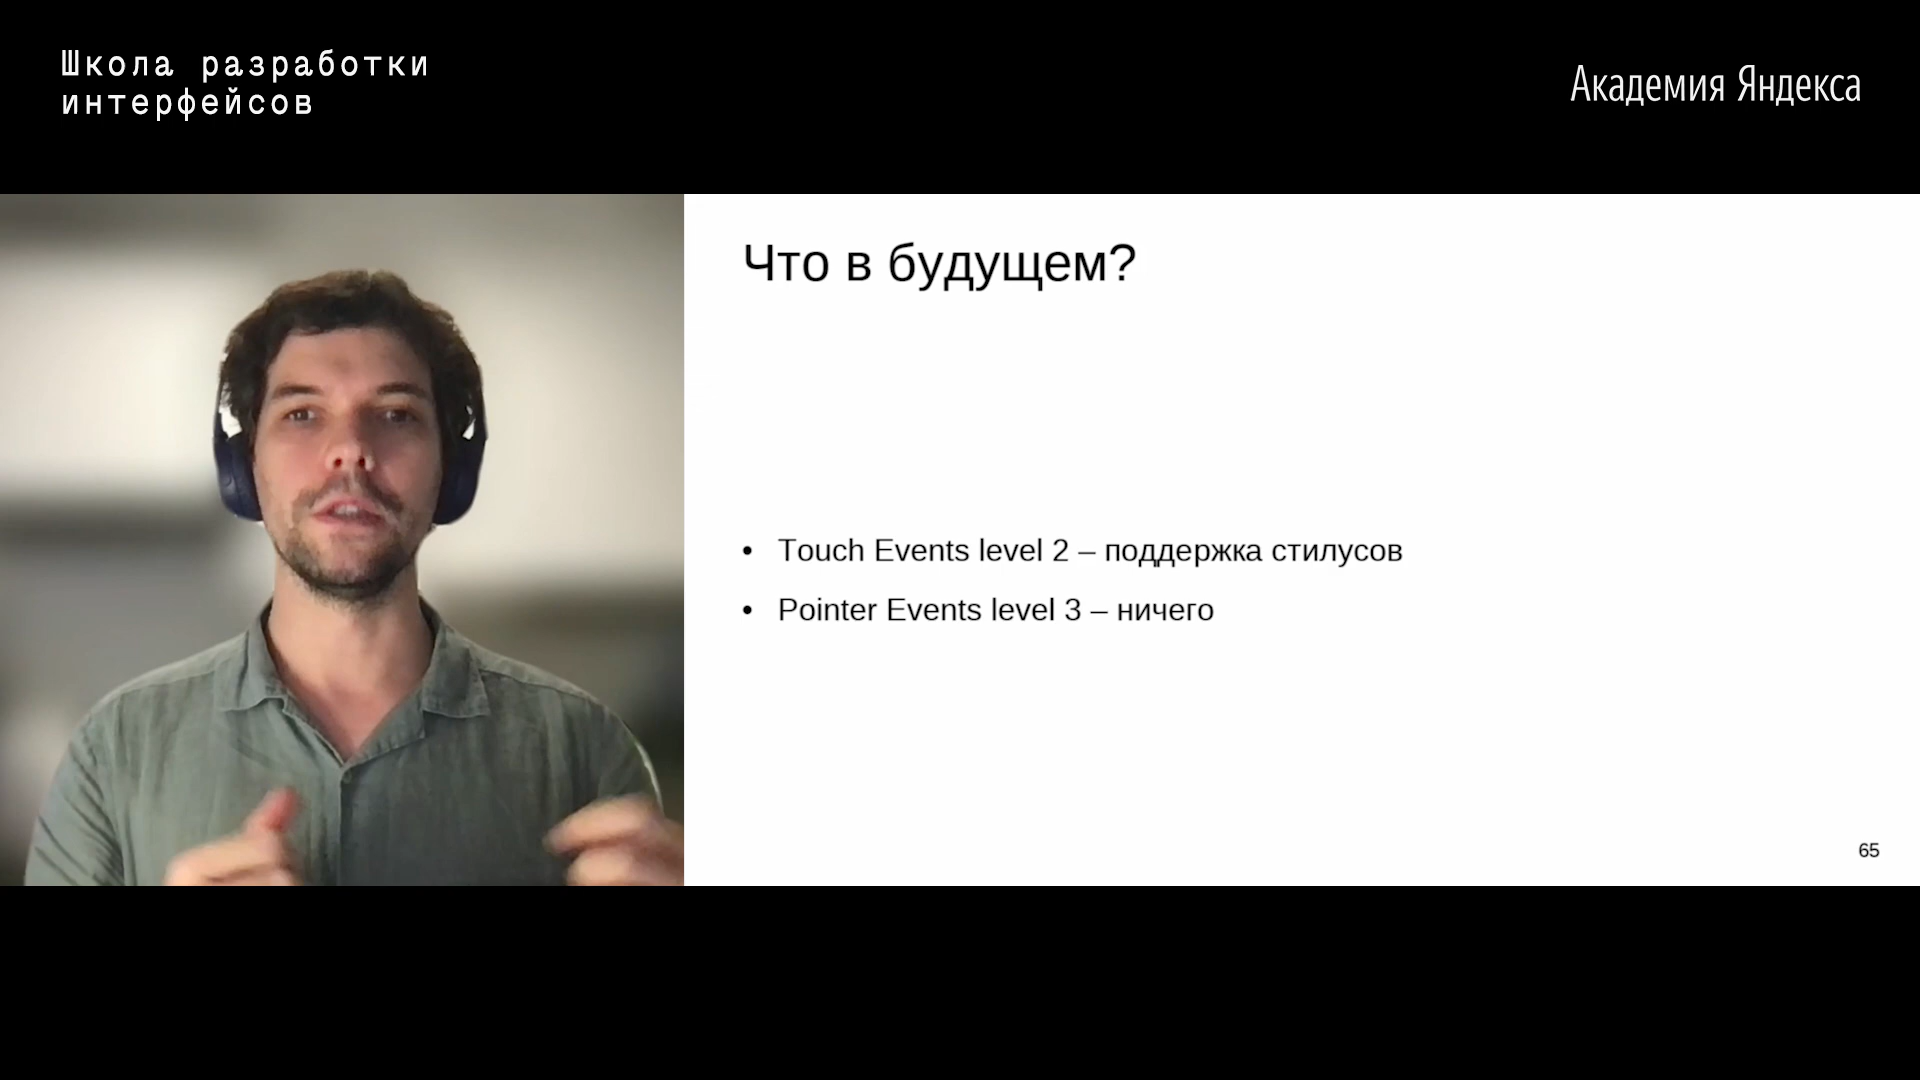 Школа разработки
интерфейсов
Академия Яндекса
Что в будущем?
• Touch Events level 2 – поддержка стилусов
• Pointer Events level 3 – ничего
65